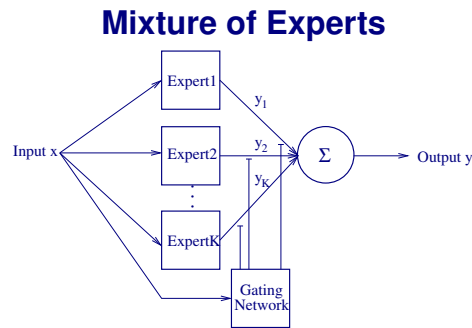 Mixture of Experts
Expert1
y1
Input x
Expert2
y2
Σ
Output y
yK
ExpertK
Gating
Network